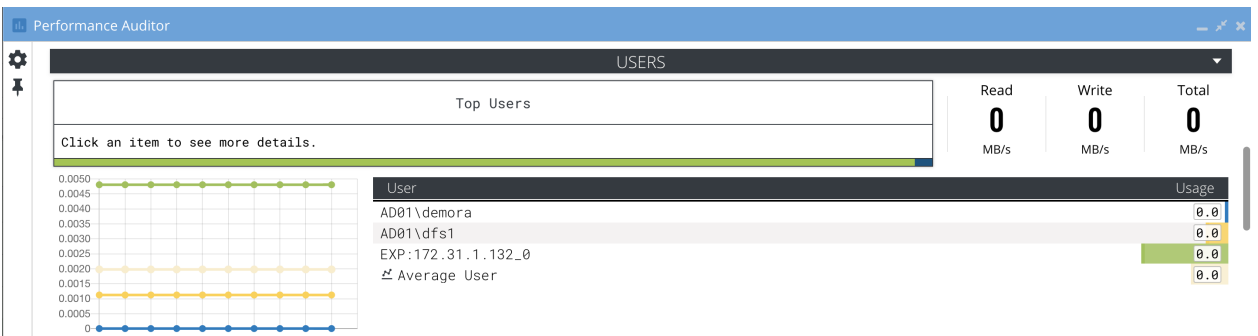 Performance Auditor
USERS
Top Users
Click an item to see more details.
Read
0
MB/s
Write
0
MB/s
Total
0
MB/s
0.0050
0.0045
0.0040
0.0035
0.0030
0.0025
0.0020
0.0015
0.0010
0.0005
0
User Usage
AD01\demora 0.0
AD01\dfs1 0.0
EXP:172.31.1.132_0 0.0
Average User 0.0